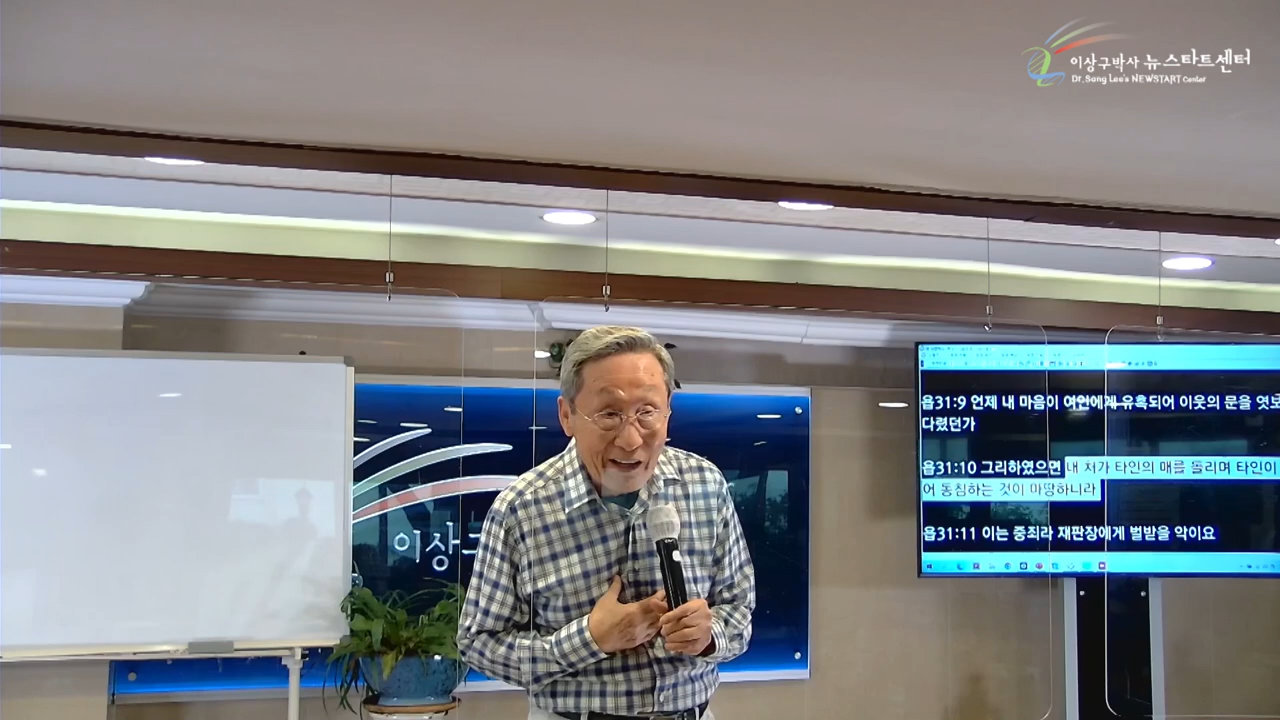 이상구박사 뉴스타트센터
Dr. Sang Lee's NEWSTART Center
욥31:9 언제 내 마음이 여인에게 유혹되어 이웃의 문을 엿보
다렸던가
욥31:10 그리하였으면 내 처가 타인의 매를 돌리며 타인이
어 동침하는 것이 마땅하니라
욥31:11 이는 중죄라 재판장에게 벌받을 악이요
이상구